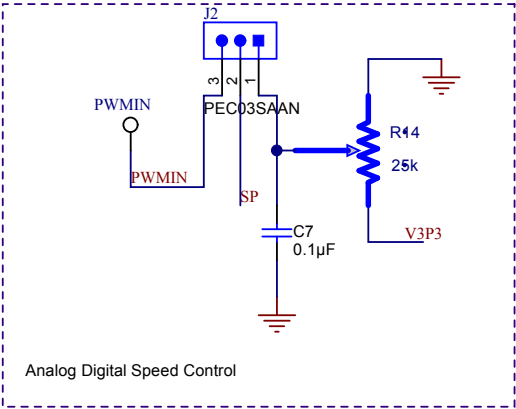 J2
3 2 1
PEC03SAAN
PWMIN
PWMIN
SP
R14
25k
V3P3
C7
0.1µF
Analog Digital Speed Control